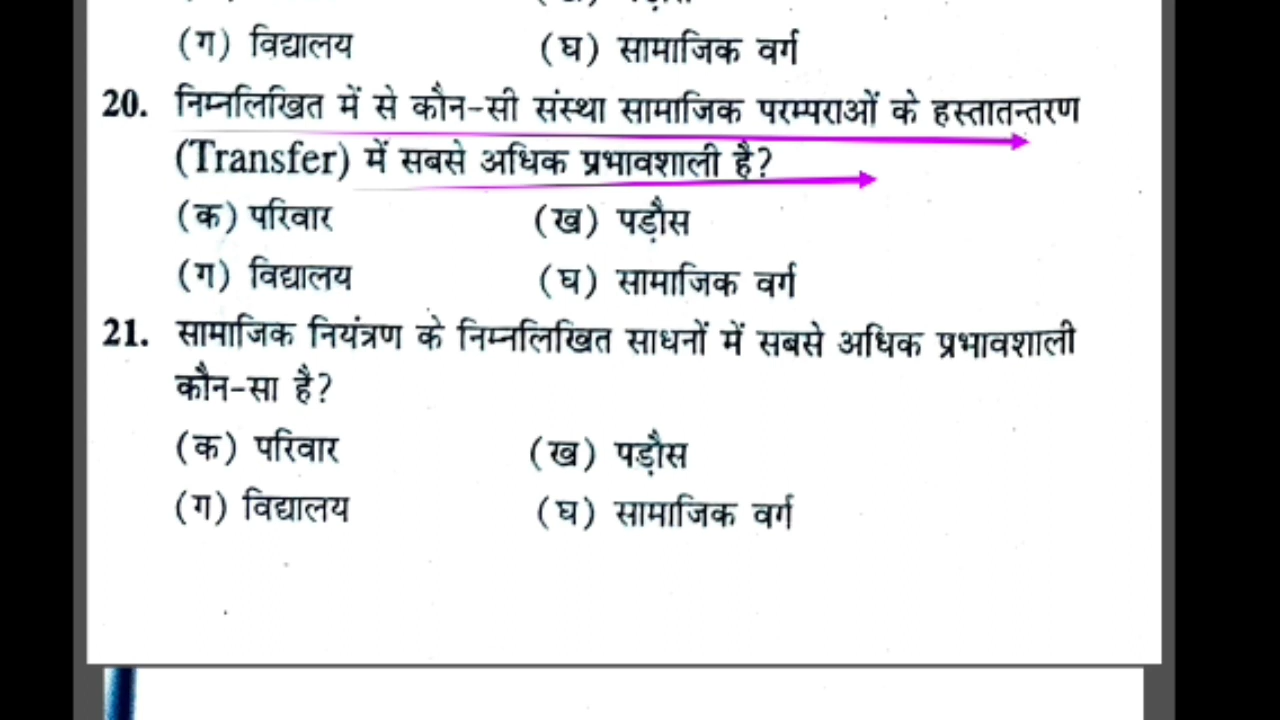 (ग) विद्यालय (घ) सामाजिक वर्ग
20. निम्नलिखित में से कौन-सी संस्था सामाजिक परम्पराओं के हस्तातन्तरण
(Transfer) में सबसे अधिक प्रभावशाली है?
(क) परिवार (ख) पड़ौस
(ग) विद्यालय (घ) सामाजिक वर्ग
21. सामाजिक नियंत्रण के निम्नलिखित साधनों में सबसे अधिक प्रभावशाली
कौन-सा है?
(क) परिवार (ख) पड़ौस
(ग) विद्यालय (घ) सामाजिक वर्ग